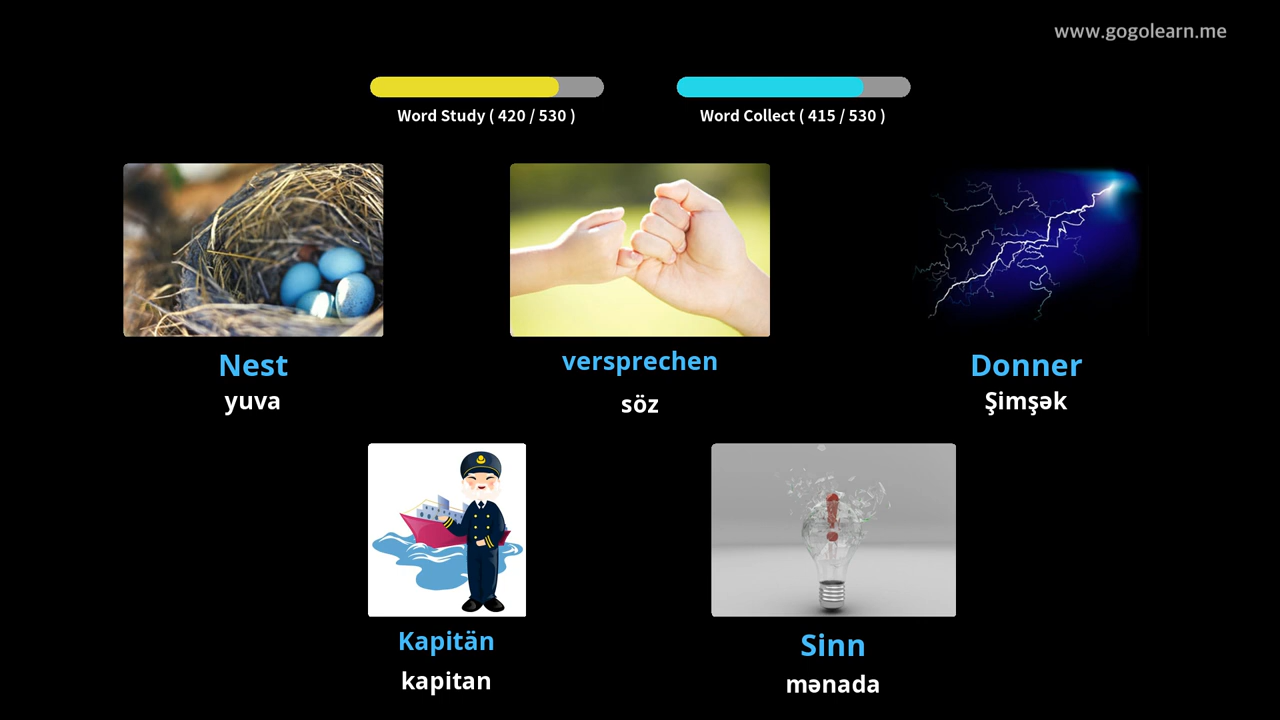 www.gogolearn.me
Word Study ( 420 / 530 )
Word Collect ( 415 / 530 )
Nest
yuva
versprechen
söz
Donner
Şimşək
Kapitän
kapitan
Sinn
mənada